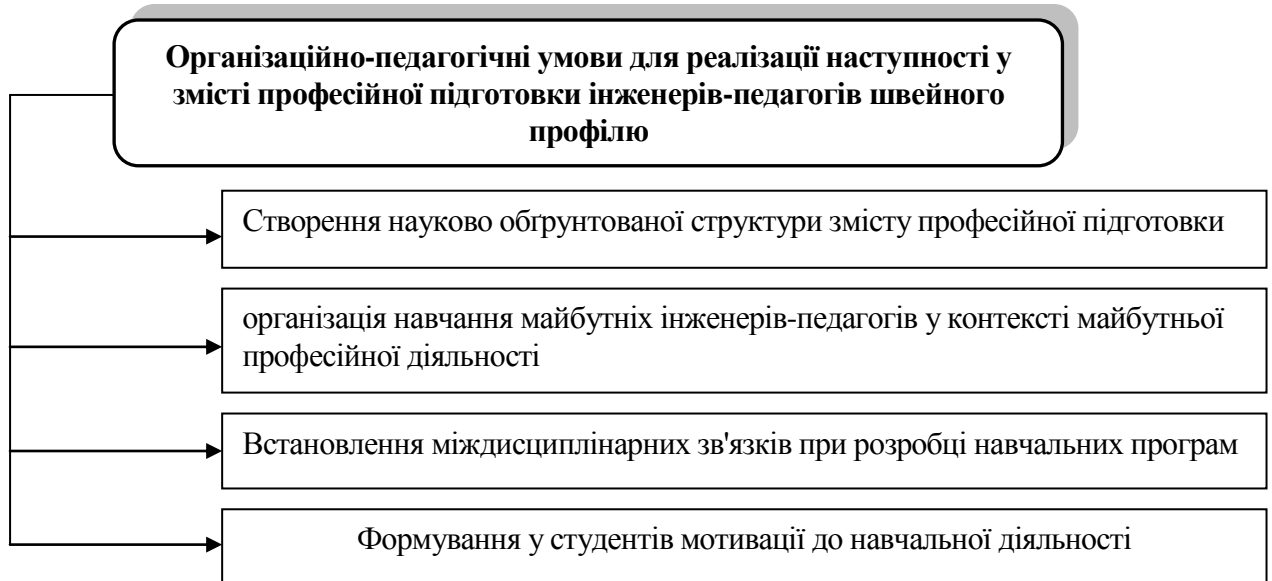 Організаційно-педагогічні умови для реалізації наступності у
змісті професійної підготовки інженерів-педагогів швейного
профілю
Створення науково обґрунтованої структури змісту професійної підготовки
організація навчання майбутніх інженерів-педагогів у контексті майбутньої
професійної діяльності
Встановлення міждисциплінарних зв'язків при розробці навчальних програм
Формування у студентів мотивації до навчальної діяльності